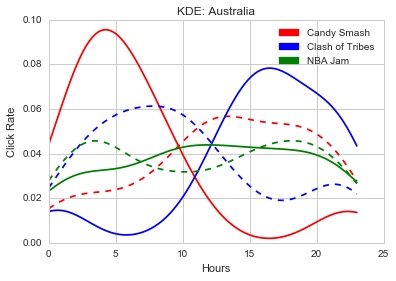 KDE: Australia
0.10
0.08
0.06
0.04
0.02
0.00
Click Rate
Candy Smash
Clash of Tribes
NBA Jam
0
5
10
15
20
25
Hours